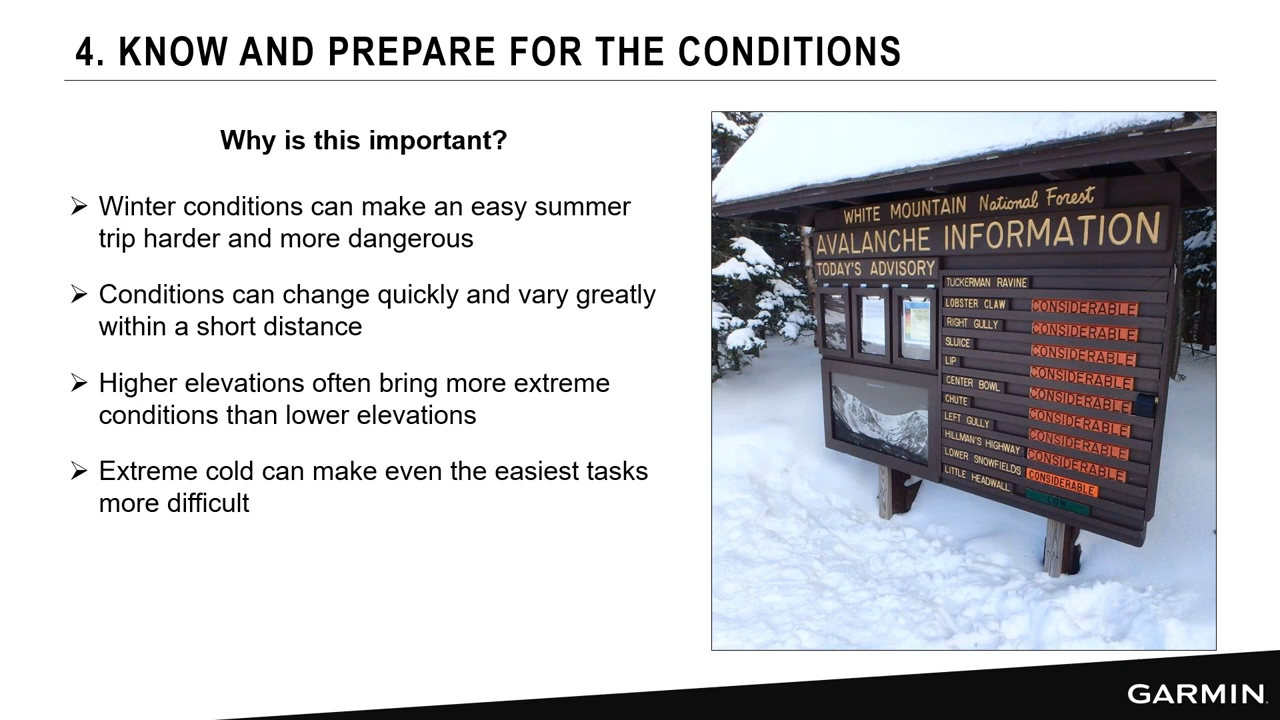 4. KNOW AND PREPARE FOR THE CONDITIONS
Why is this important?
➢ Winter conditions can make an easy summer
trip harder and more dangerous
➢ Conditions can change quickly and vary greatly
within a short distance
➢ Higher elevations often bring more extreme
conditions than lower elevations
➢ Extreme cold can make even the easiest tasks
more difficult
WHITE MOUNTAIN National Forest
AVALANCHE INFORMATION
TODAY'S ADVISORY
TUCKERMAN RAVINE
LOBSTER CLAW CONSIDERABLE
RIGHT GULLY CONSIDERABLE
SLUICE CONSIDERABLE
LIP CONSIDERABLE
CENTER BOWL CONSIDERABLE
CHUTE CONSIDERABLE
LEFT GULLY CONSIDERABLE
HILLMAN'S HIGHWAY CONSIDERABLE
LOWER SNOWFIELDS CONSIDERABLE
LITTLE HEADWALL LOW
GARMIN